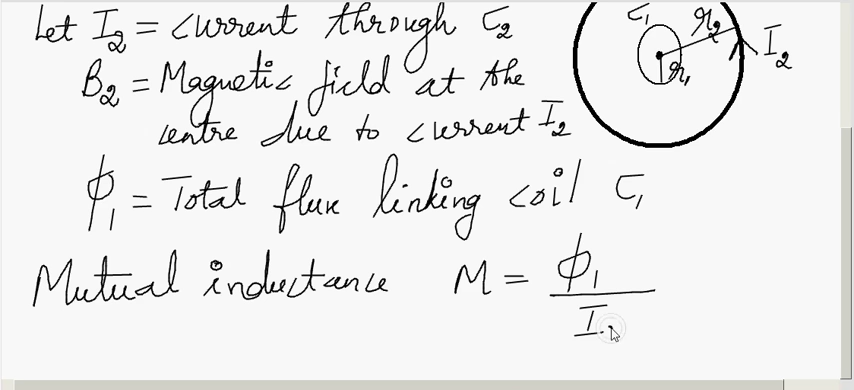 Let I₂ = current through C₂
B₂ = Magnetic field at the
centre due to current I₂
C₁ r₂ I₂
r₁
ϕ₁ = Total flux linking coil C₁
Mutual inductance M = ϕ₁
I